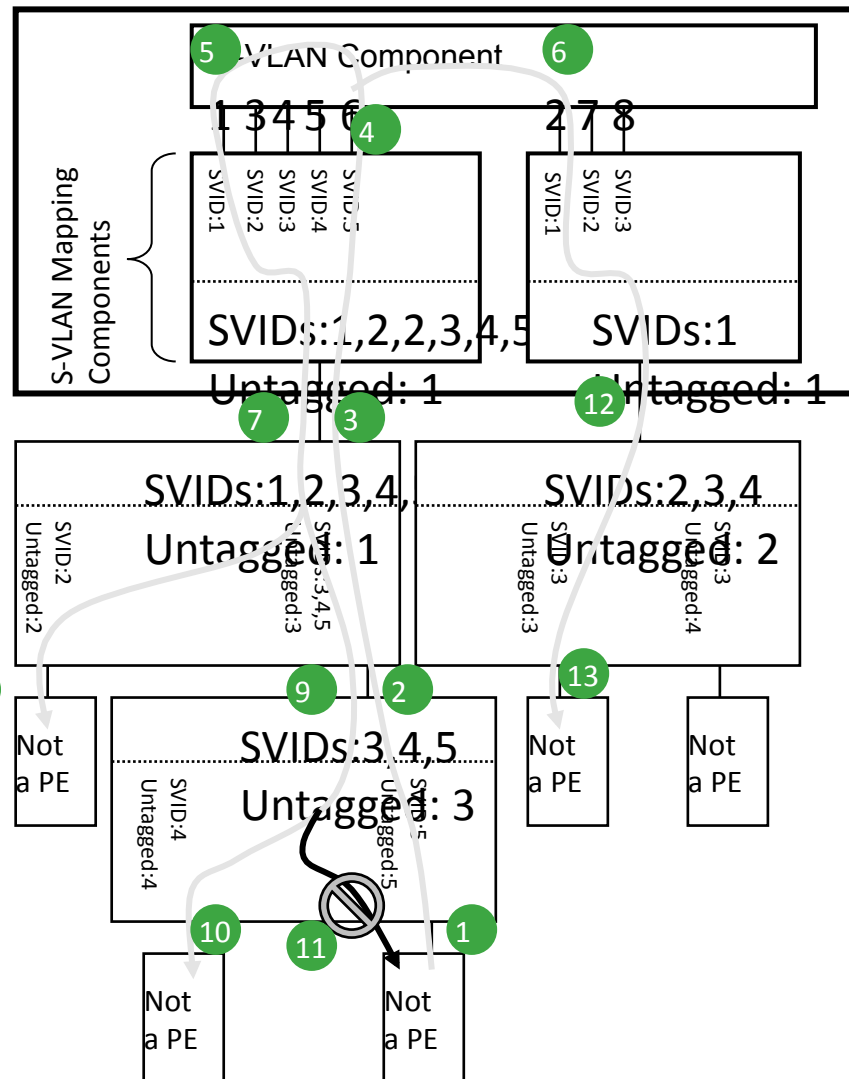 5
-VLAN Component
6
1 3 4 5 6
4
2 7 8
S-VLAN Mapping
Components
SVID:1
SVID:2
SVID:3
SVID:4
SVID:5
SVID:1
SVID:2
SVID:3
SVIDs:1,2,2,3,4,5
Untagged: 1
SVIDs:1
Untagged: 1
7
3
12
SVIDs:1,2,3,4,
Untagged: 1
SVID:2
Untagged:2
SVIDs:3,4,5
Untagged:3
SVIDs:2,3,4
Untagged: 2
SVID:3
Untagged:3
SVID:3
Untagged:4
9
2
13
Not
a PE
SVIDs:3,4,5
Untagged: 3
SVID:4
Untagged:4
SVID:5
Untagged:5
Not
a PE
Not
a PE
10
11
1
Not
a PE
Not
a PE